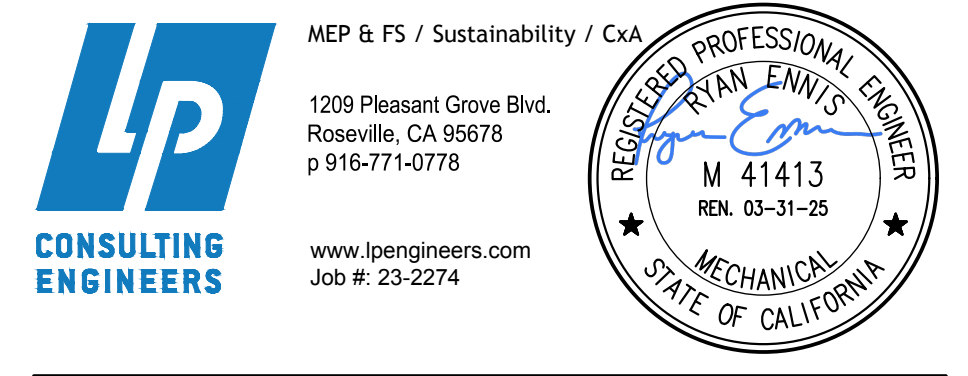 LP
CONSULTING
ENGINEERS
MEP & FS / Sustainability / CxA
1209 Pleasant Grove Blvd.
Roseville, CA 95678
p 916-771-0778
www.lpengineers.com
Job #: 23-2274
REGISTERED PROFESSIONAL ENGINEER
RYAN ENNIS
Ryan Ennis
M 41413
REN. 03-31-25
MECHANICAL
STATE OF CALIFORNIA